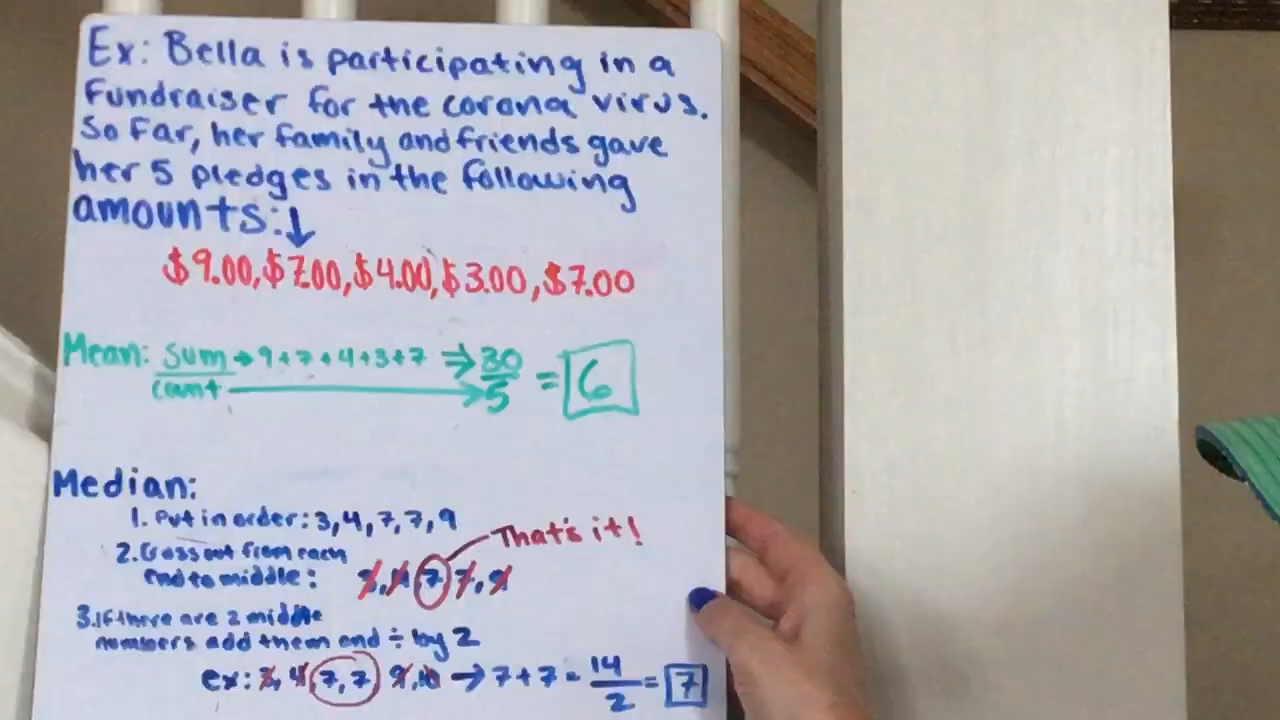 Ex: Bella is participating in a
Fundraiser for the corona virus.
So Far, her family and friends gave
her 5 pledges in the following
amounts:↓
$9.00, $7.00, $4.00, $3.00, $7.00
Mean: sum → 9+7+4+3+7 ⇒ 30
count → 5 = 6
Median:
1. Put in order: 3, 4, 7, 7, 9
That's it!
2. Cross out from each
end to middle: 3, 4, 7, 7, 9
3. If there are 2 middle
numbers add them and ÷ by 2
ex: 3, 4, 7, 7, 9, 10 → 7+7 = 14/2 = 7